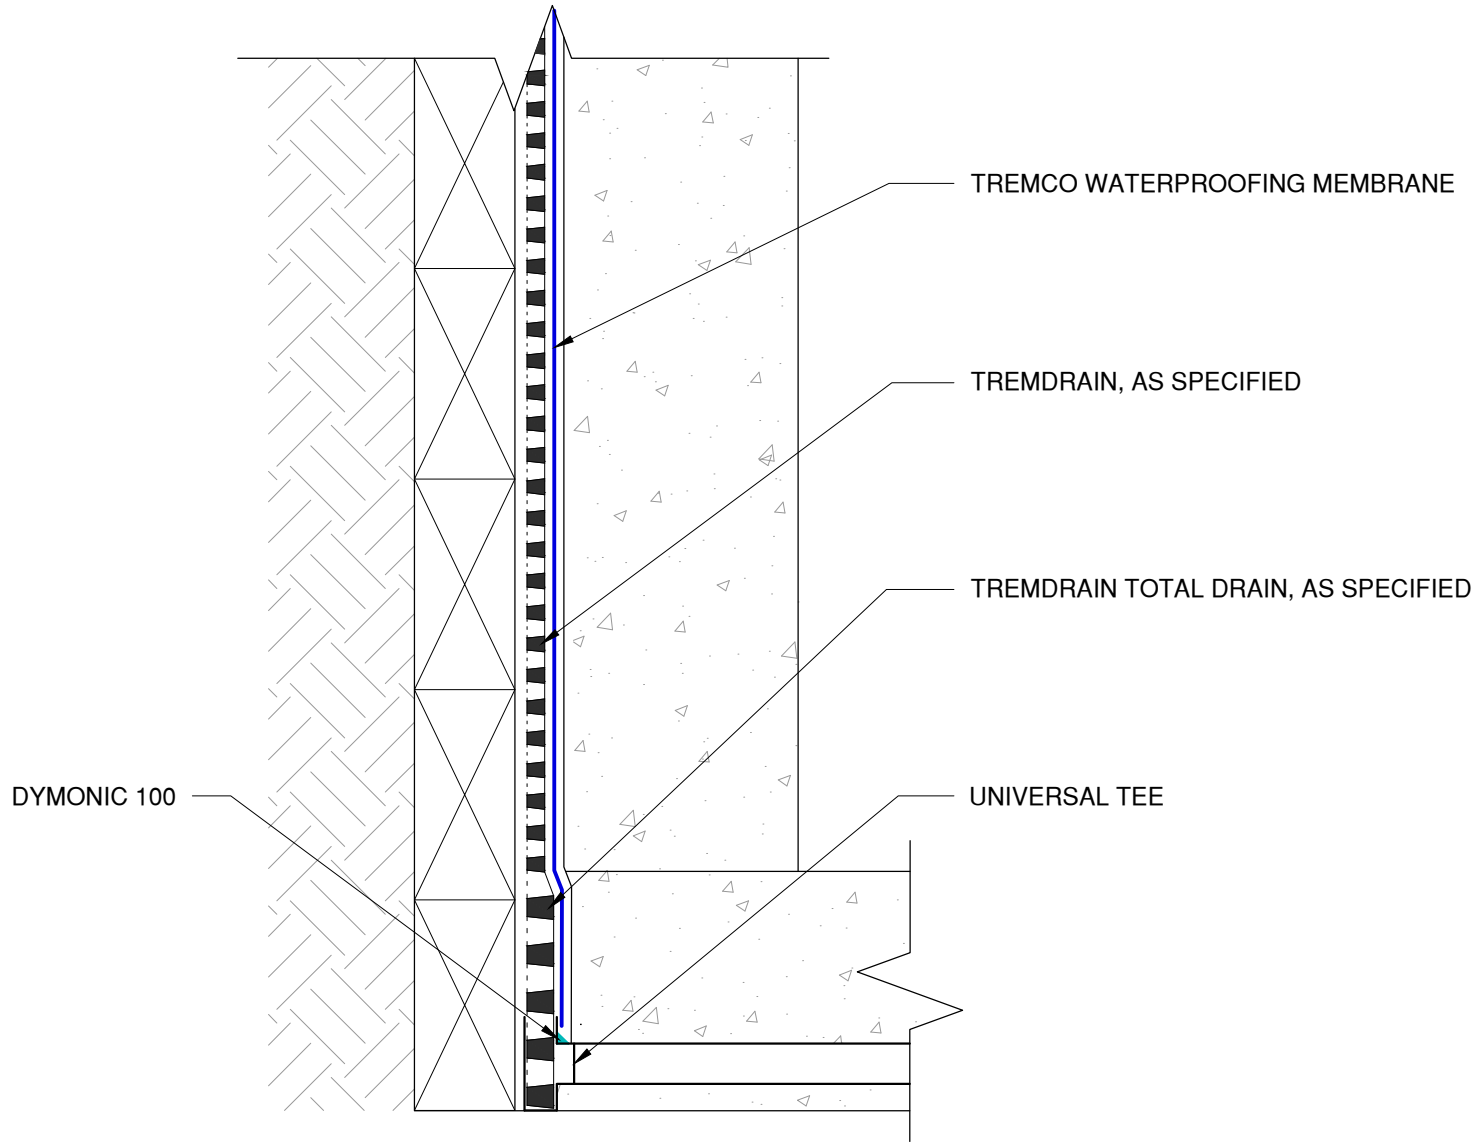 TREMCO WATERPROOFING MEMBRANE
TREMDRAIN, AS SPECIFIED
TREMDRAIN TOTAL DRAIN, AS SPECIFIED
DYMONIC 100
UNIVERSAL TEE